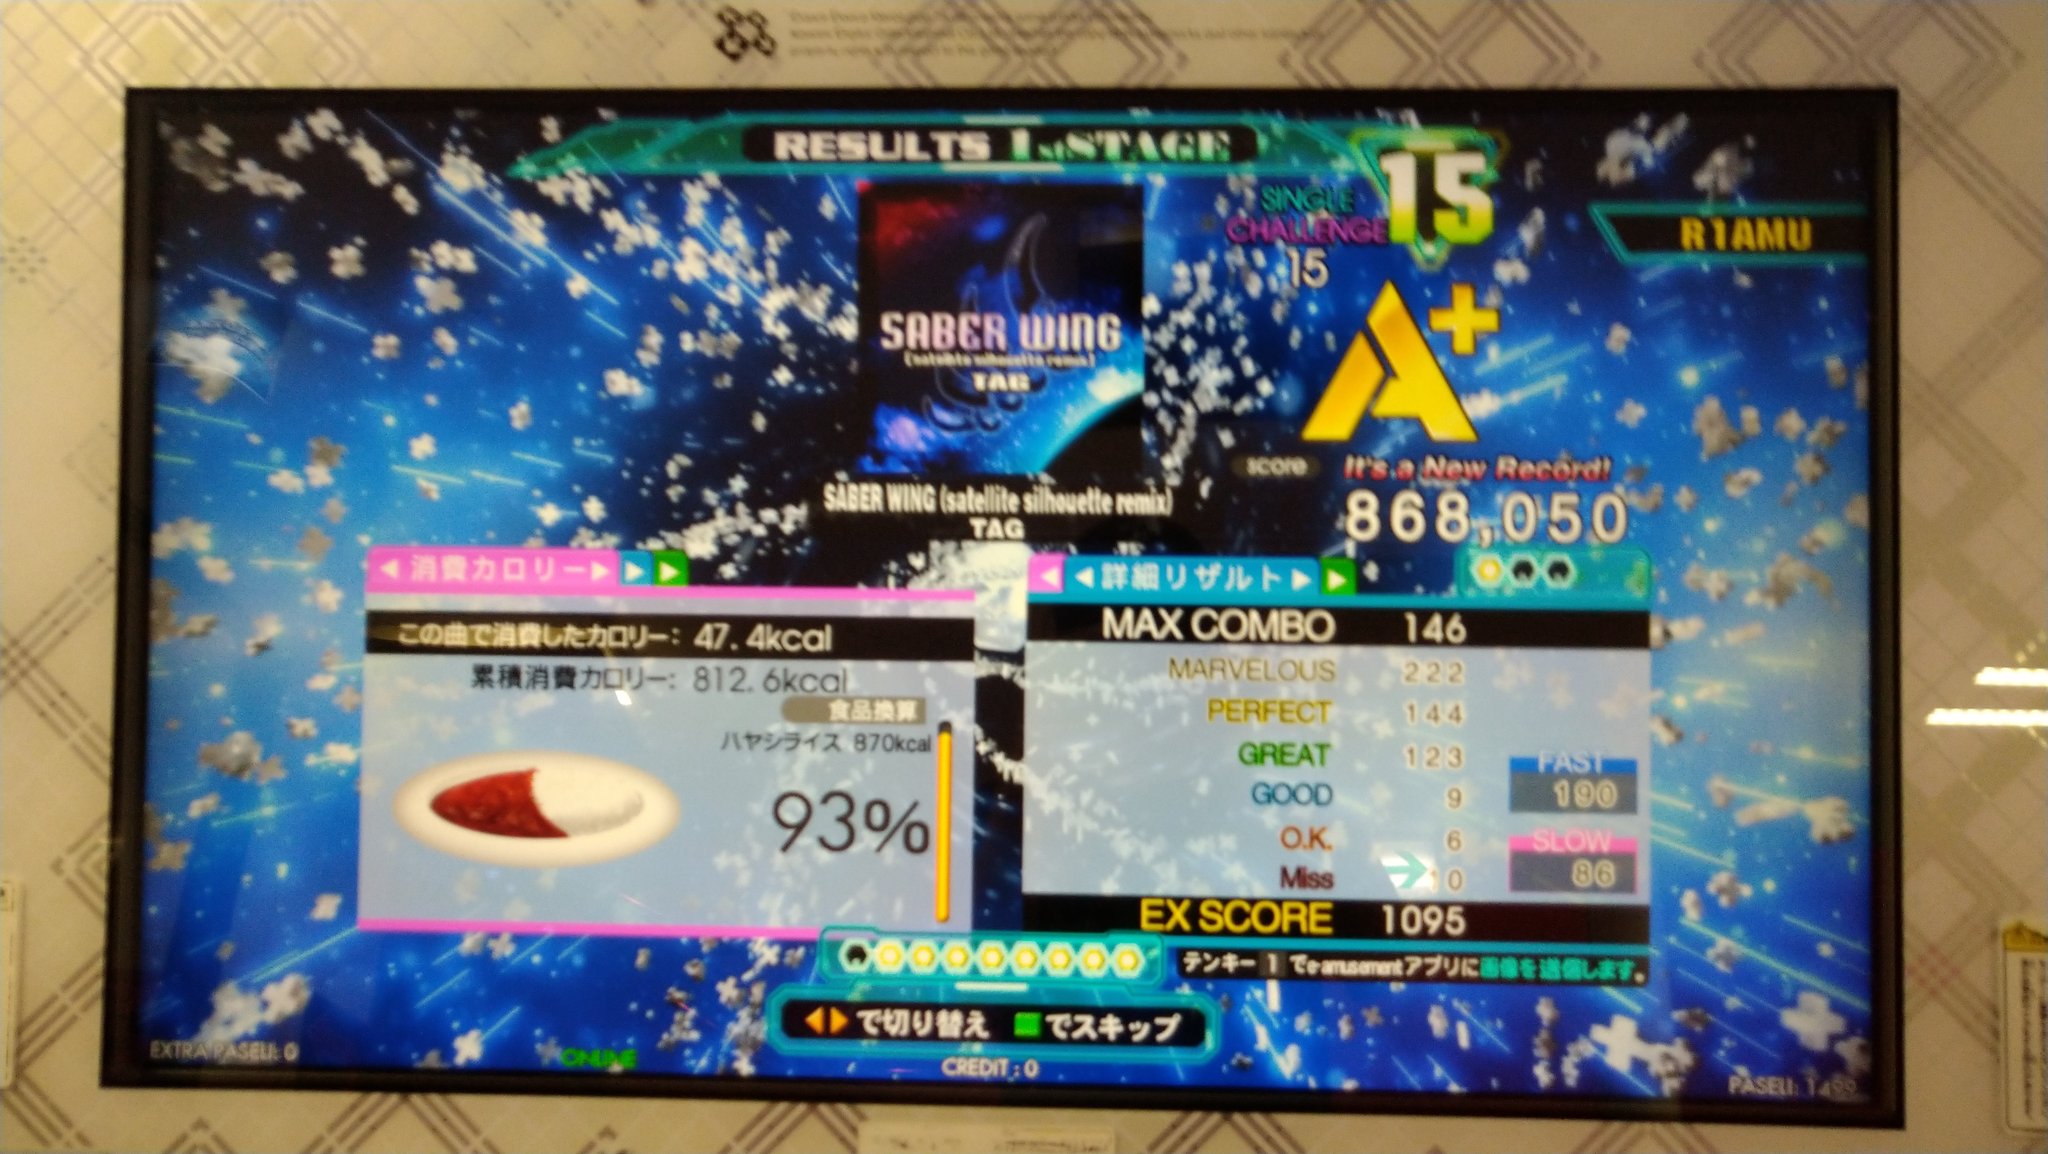 RESULTS 1stSTAGE
15
SINGLE
CHALLENGE
15
R1AMU
A+
SABER WING
(satellite silhouette remix)
TAG
score
It's a New Record!
868,050
SABER WING (satellite silhouette remix)
TAG
◀ 消費カロリー ▶ ▶ ▶
この曲で消費したカロリー: 47.4kcal
累積消費カロリー: 812.6kcal
食品換算
ハヤシライス 870kcal
93%
◀ ◀ 詳細リザルト ▶ ▶
MAX COMBO 146
MARVELOUS 222
PERFECT 144
GREAT 123
GOOD 9
O.K. 6
Miss 10
FAST
190
SLOW
86
EX SCORE 1095
テンキー 1 でe-amusementアプリに画像を送信します。
で切り替え でスキップ
EXTRA PASELI: 0
ONLINE
CREDIT : 0